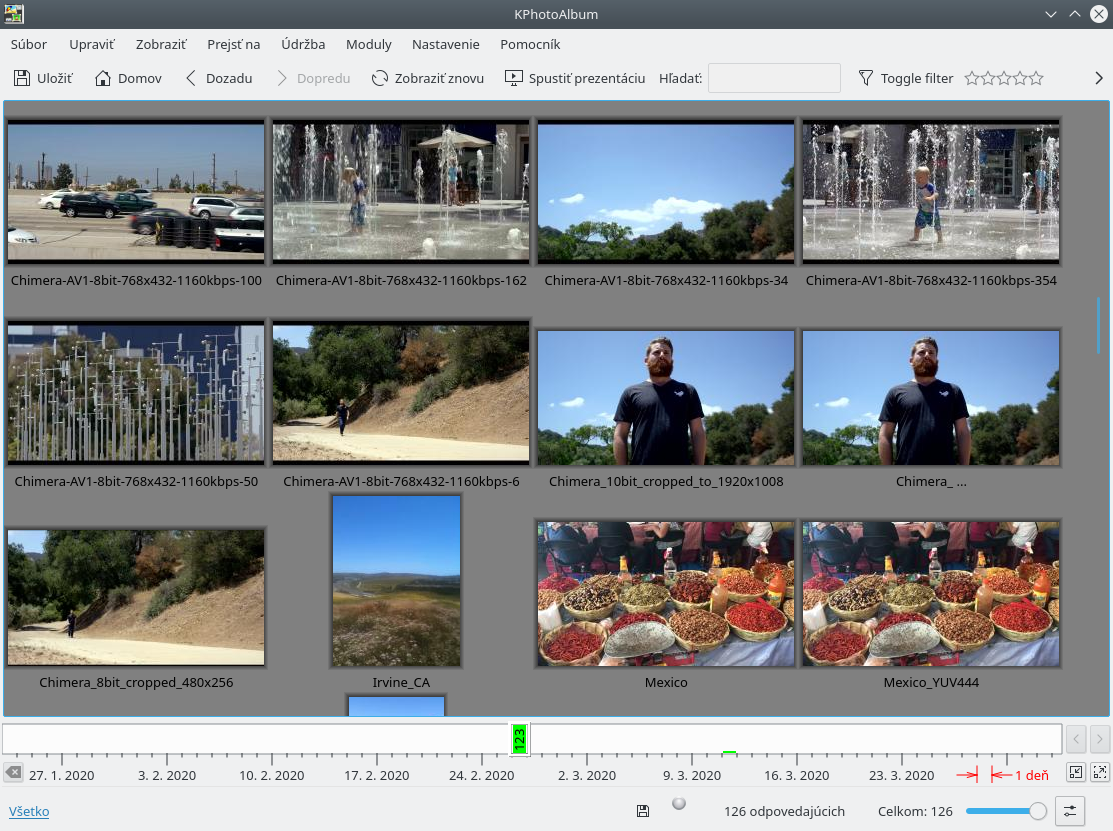 KPhotoAlbum
Súbor Upraviť Zobraziť Prejsť na Údržba Moduly Nastavenie Pomocník
Uložiť Domov Dozadu Dopredu Zobraziť znovu Spustiť prezentáciu Hľadať: Toggle filter
Chimera-AV1-8bit-768x432-1160kbps-100 Chimera-AV1-8bit-768x432-1160kbps-162 Chimera-AV1-8bit-768x432-1160kbps-34 Chimera-AV1-8bit-768x432-1160kbps-354
Chimera-AV1-8bit-768x432-1160kbps-50 Chimera-AV1-8bit-768x432-1160kbps-6 Chimera_10bit_cropped_to_1920x1008 Chimera_ ...
Chimera_8bit_cropped_480x256 Irvine_CA Mexico Mexico_YUV444
123
27. 1. 2020 3. 2. 2020 10. 2. 2020 17. 2. 2020 24. 2. 2020 2. 3. 2020 9. 3. 2020 16. 3. 2020 23. 3. 2020 1 deň
Všetko 126 odpovedajúcich Celkom: 126